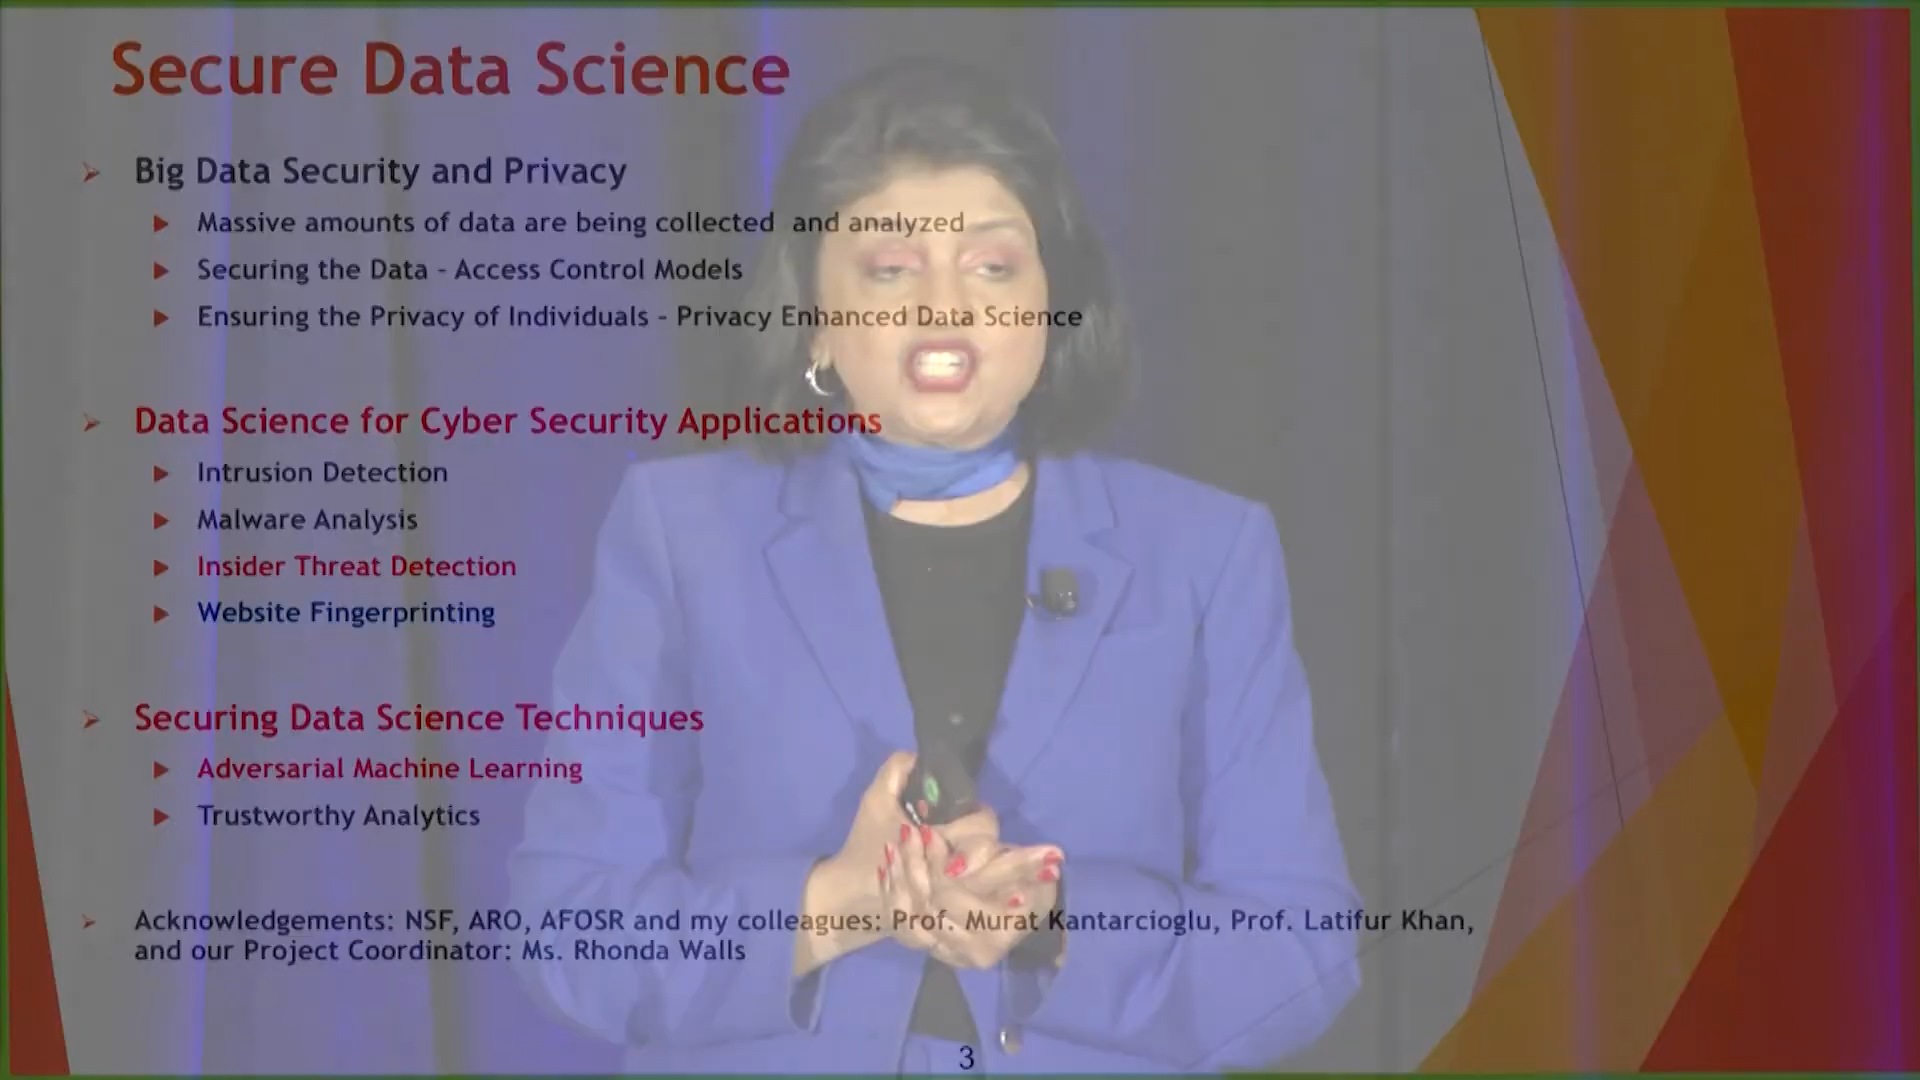 Secure Data Science
Big Data Security and Privacy
Massive amounts of data are being collected and analyzed
Securing the Data - Access Control Models
Ensuring the Privacy of Individuals - Privacy Enhanced Data Science
Data Science for Cyber Security Applications
Intrusion Detection
Malware Analysis
Insider Threat Detection
Website Fingerprinting
Securing Data Science Techniques
Adversarial Machine Learning
Trustworthy Analytics
Acknowledgements: NSF, ARO, AFOSR and my colleagues: Prof. Murat Kantarcioglu, Prof. Latifur Khan,
and our Project Coordinator: Ms. Rhonda Walls
3